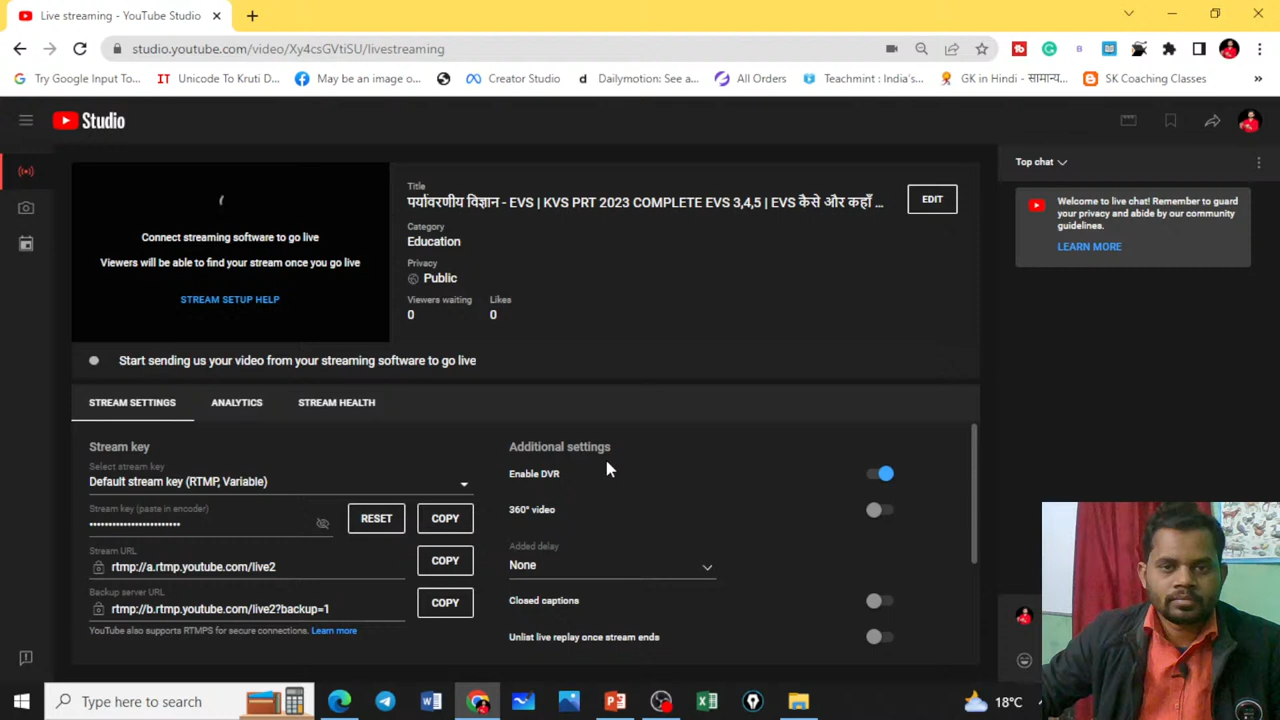 Live streaming - YouTube Studio
studio.youtube.com/video/Xy4csGVtiSU/livestreaming
Try Google Input To...
IT Unicode To Kruti D...
May be an image o...
Creator Studio
d Dailymotion: See a...
All Orders
Teachmint : India's...
GK in Hindi - सामान्य...
SK Coaching Classes
»
Studio
Connect streaming software to go live
Viewers will be able to find your stream once you go live
STREAM SETUP HELP
Title
पर्यावरणीय विज्ञान - EVS | KVS PRT 2023 COMPLETE EVS 3,4,5 | EVS कैसे और कहाँ ...
EDIT
Category
Education
Privacy
Public
Viewers waiting Likes
0 0
Top chat
Welcome to live chat! Remember to guard
your privacy and abide by our community
guidelines.
LEARN MORE
Start sending us your video from your streaming software to go live
STREAM SETTINGS ANALYTICS STREAM HEALTH
Stream key
Select stream key
Default stream key (RTMP, Variable)
Stream key (paste in encoder)
••••••••••••••••••••••••
RESET COPY
Stream URL
rtmp://a.rtmp.youtube.com/live2
COPY
Backup server URL
rtmp://b.rtmp.youtube.com/live2?backup=1
COPY
YouTube also supports RTMPS for secure connections. Learn more
Additional settings
Enable DVR
360° video
Added delay
None
Closed captions
Unlist live replay once stream ends
Type here to search
18°C